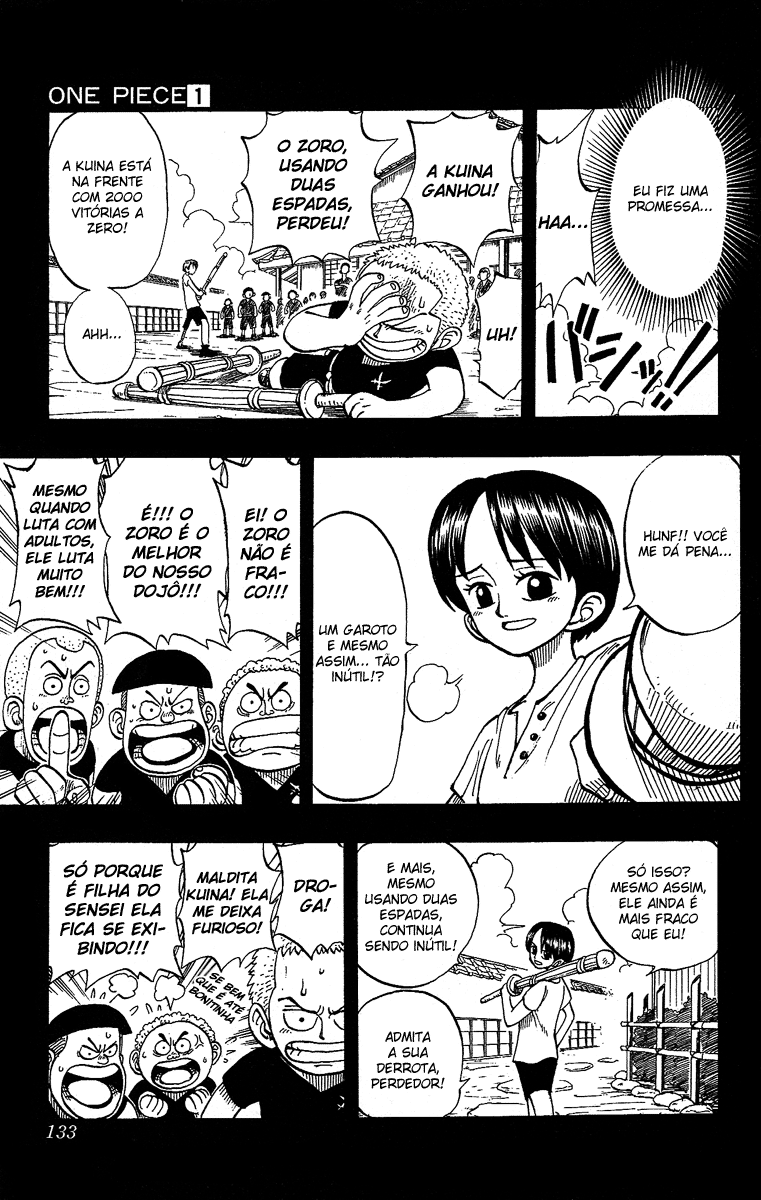 ONE PIECE 1
EU FIZ UMA
PROMESSA...
HAA...
A KUINA
GANHOU!
O ZORO,
USANDO
DUAS
ESPADAS,
PERDEU!
A KUINA ESTÁ
NA FRENTE
COM 2000
VITÓRIAS A
ZERO!
UH!
AHH...
HUNF!! VOCÊ
ME DÁ PENA...
UM GAROTO
E MESMO
ASSIM... TÃO
INÚTIL!?
EI! O
ZORO
NÃO É
FRA-
CO!!!
É!!! O
ZORO É O
MELHOR
DO NOSSO
DOJÔ!!!
MESMO
QUANDO
LUTA COM
ADULTOS,
ELE LUTA
MUITO
BEM!!!
SÓ ISSO?
MESMO ASSIM,
ELE AINDA É
MAIS FRACO
QUE EU!
E MAIS,
MESMO
USANDO DUAS
ESPADAS,
CONTINUA
SENDO INÚTIL!
ADMITA
A SUA
DERROTA,
PERDEDOR!
DRO-
GA!
MALDITA
KUINA! ELA
ME DEIXA
FURIOSO!
SÓ PORQUE
É FILHA DO
SENSEI ELA
FICA SE EXI-
BINDO!!!
SE BEM
QUE É ATÉ
BONITINHA
133